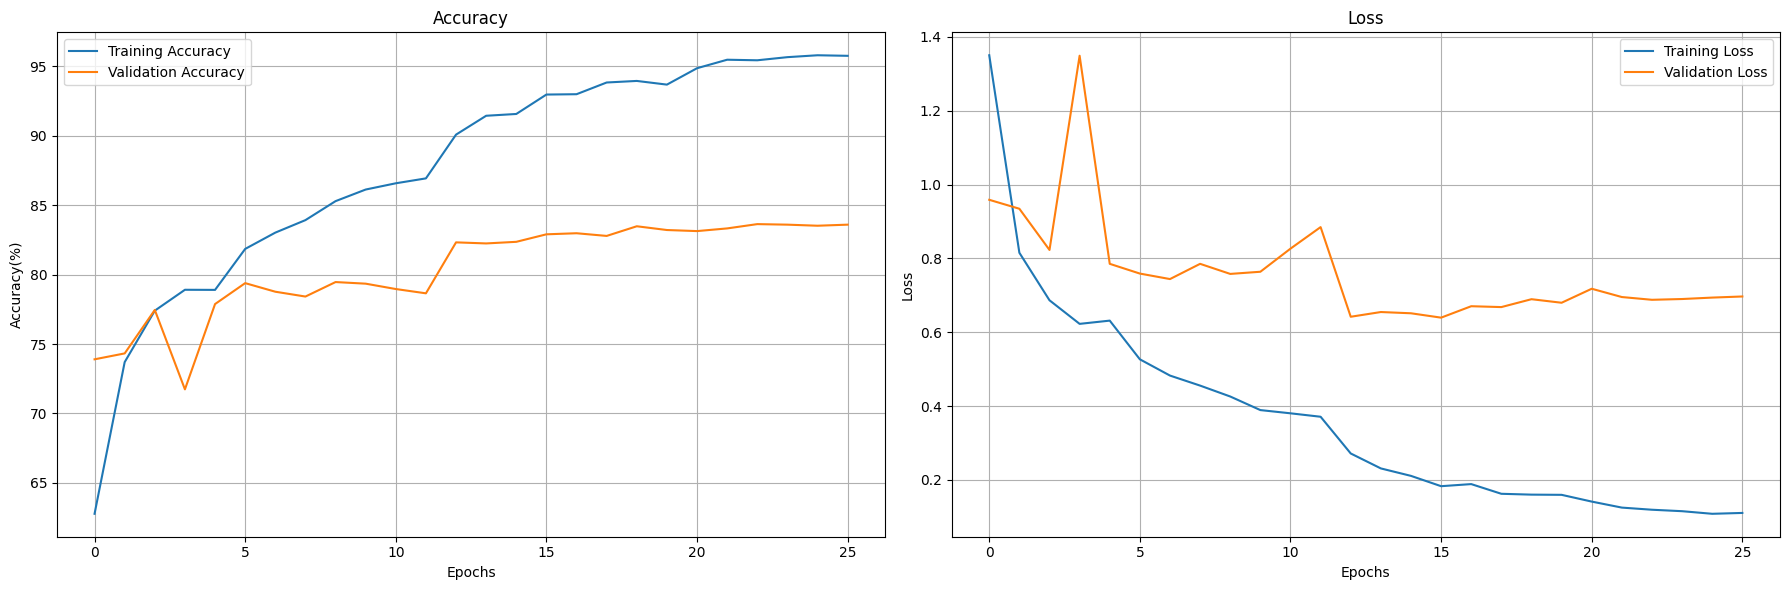 Accuracy
Training Accuracy
Validation Accuracy
Accuracy(%)
95
90
85
80
75
70
65
0 5 10 15 20 25
Epochs
Loss
Training Loss
Validation Loss
Loss
1.4
1.2
1.0
0.8
0.6
0.4
0.2
0 5 10 15 20 25
Epochs